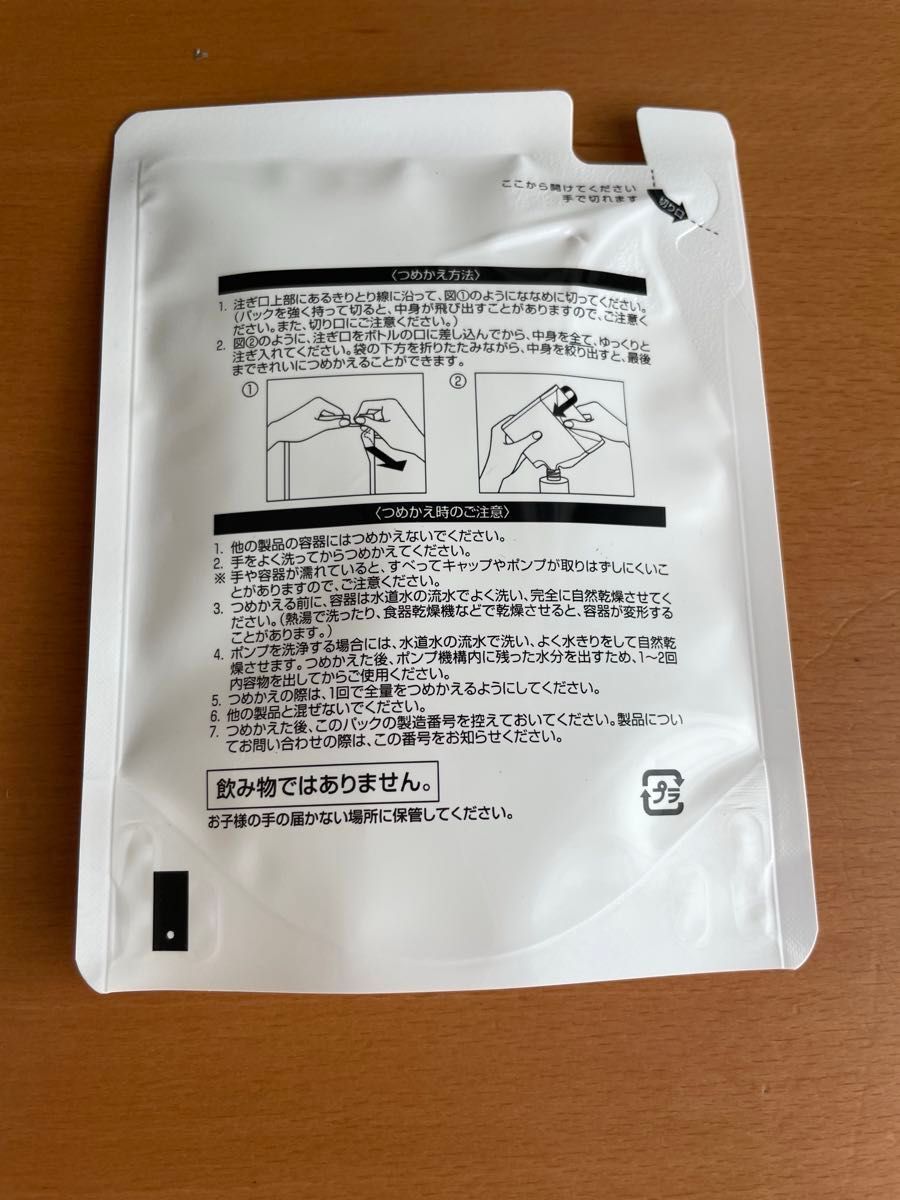 ここから開けてください
手で切れます
切り口
〈つめかえ方法〉
1. 注ぎ口上部にあるきりとり線に沿って、図①のようにななめに切ってください。
(パックを強く持って切ると、中身が飛び出すことがありますので、ご注意く
ださい。また、切り口にご注意ください。)
2. 図②のように、注ぎ口をボトルの口に差し込んでから、中身を全て、ゆっくりと
注ぎ入れてください。袋の下方を折りたたみながら、中身を絞り出すと、最後
まできれいにつめかえることができます。
① ②
〈つめかえ時のご注意〉
1. 他の製品の容器にはつめかえないでください。
2. 手をよく洗ってからつめかえてください。
※ 手や容器が濡れていると、すべってキャップやポンプが取りはずしにくいこ
とがありますので、ご注意ください。
3. つめかえる前に、容器は水道水の流水でよく洗い、完全に自然乾燥させてく
ださい。(熱湯で洗ったり、食器乾燥機などで乾燥させると、容器が変形する
ことがあります。)
4. ポンプを洗浄する場合には、水道水の流水で洗い、よく水きりをして自然乾
燥させます。つめかえた後、ポンプ機構内に残った水分を出すため、1~2回
内容物を出してからご使用ください。
5. つめかえの際は、1回で全量をつめかえるようにしてください。
6. 他の製品と混ぜないでください。
7. つめかえた後、このパックの製造番号を控えておいてください。製品につい
てお問い合わせの際は、この番号をお知らせください。
飲み物ではありません。
お子様の手の届かない場所に保管してください。
プラ